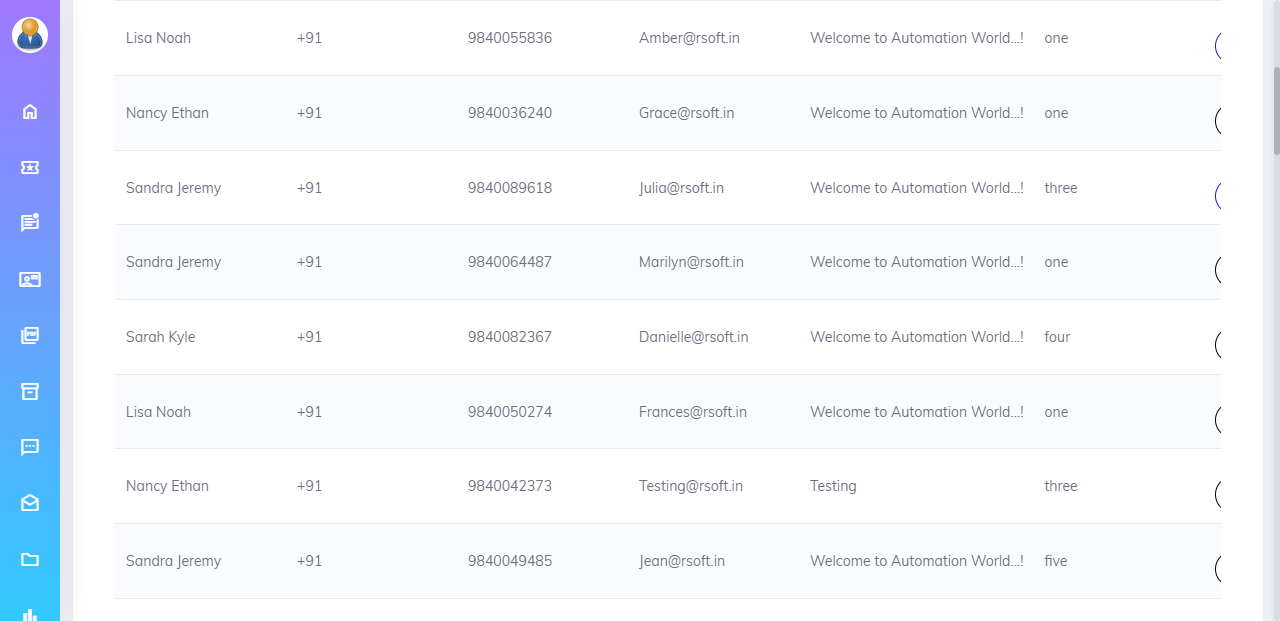 Lisa Noah +91 9840055836 Amber@rsoft.in Welcome to Automation World...! one
Nancy Ethan +91 9840036240 Grace@rsoft.in Welcome to Automation World...! one
Sandra Jeremy +91 9840089618 Julia@rsoft.in Welcome to Automation World...! three
Sandra Jeremy +91 9840064487 Marilyn@rsoft.in Welcome to Automation World...! one
Sarah Kyle +91 9840082367 Danielle@rsoft.in Welcome to Automation World...! four
Lisa Noah +91 9840050274 Frances@rsoft.in Welcome to Automation World...! one
Nancy Ethan +91 9840042373 Testing@rsoft.in Testing three
Sandra Jeremy +91 9840049485 Jean@rsoft.in Welcome to Automation World...! five